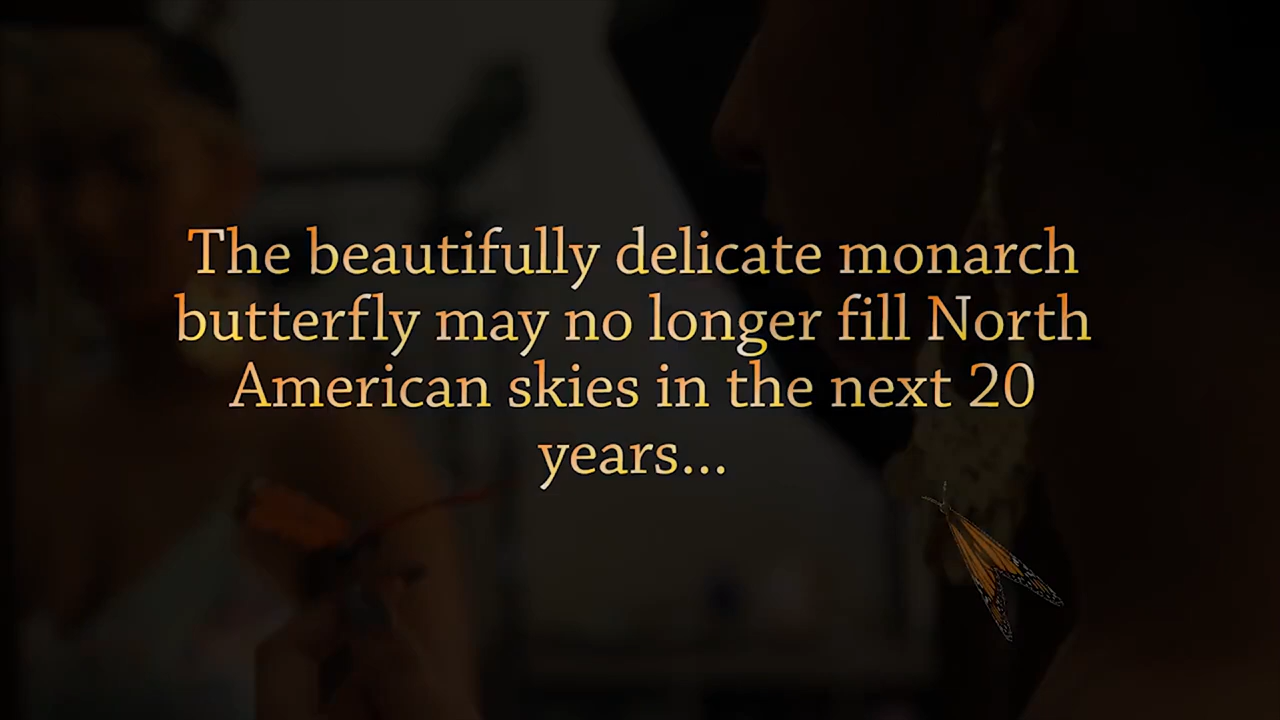 The beautifully delicate monarch
butterfly may no longer fill North
American skies in the next 20
years...